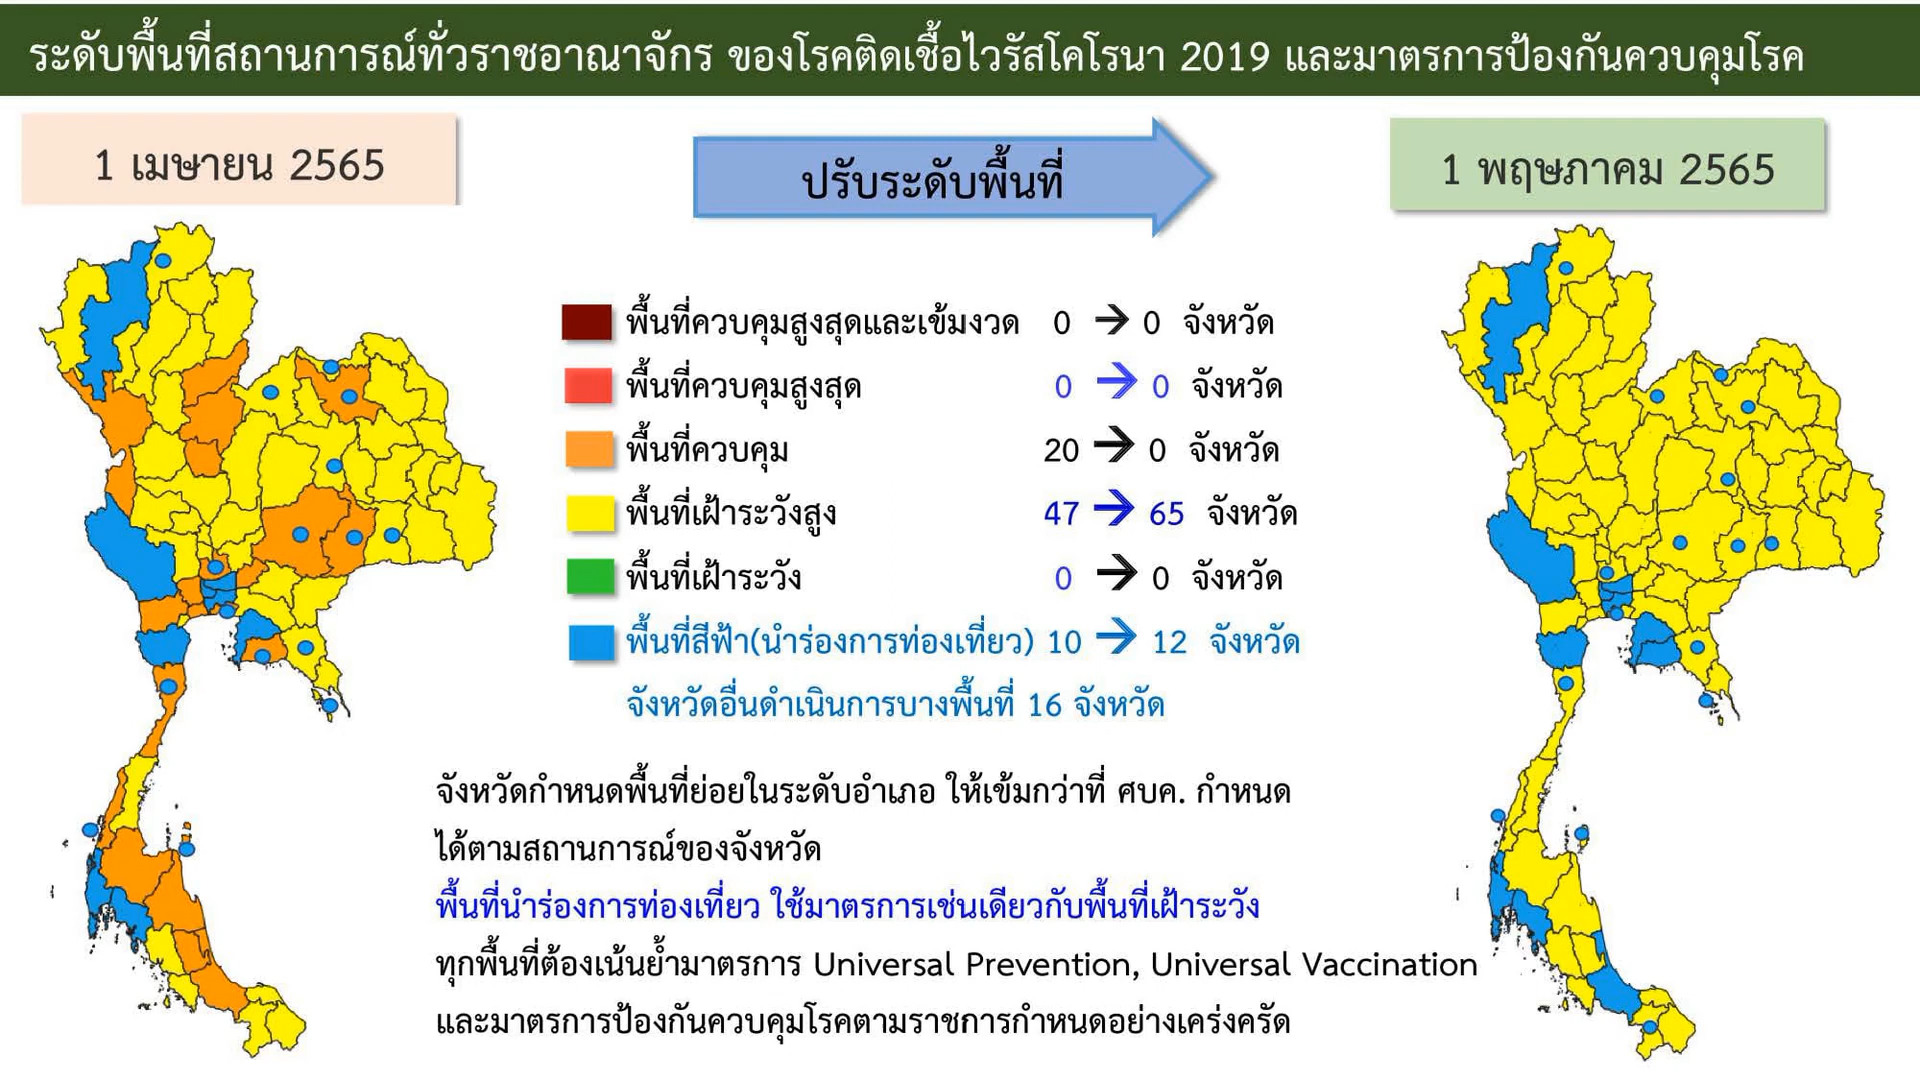 ระดับพื้นที่สถานการณ์ทั่วราชอาณาจักร ของโรคติดเชื้อไวรัสโคโรนา 2019 และมาตรการป้องกันควบคุมโรค
1 เมษายน 2565
ปรับระดับพื้นที่
1 พฤษภาคม 2565
พื้นที่ควบคุมสูงสุดและเข้มงวด 0 → 0 จังหวัด
พื้นที่ควบคุมสูงสุด 0 → 0 จังหวัด
พื้นที่ควบคุม 20 → 0 จังหวัด
พื้นที่เฝ้าระวังสูง 47 → 65 จังหวัด
พื้นที่เฝ้าระวัง 0 → 0 จังหวัด
พื้นที่สีฟ้า(นำร่องการท่องเที่ยว) 10 → 12 จังหวัด
จังหวัดอื่นดำเนินการบางพื้นที่ 16 จังหวัด
จังหวัดกำหนดพื้นที่ย่อยในระดับอำเภอ ให้เข้มกว่าที่ ศบค. กำหนด
ได้ตามสถานการณ์ของจังหวัด
พื้นที่นำร่องการท่องเที่ยว ใช้มาตรการเช่นเดียวกับพื้นที่เฝ้าระวัง
ทุกพื้นที่ต้องเน้นย้ำมาตรการ Universal Prevention, Universal Vaccination
และมาตรการป้องกันควบคุมโรคตามราชการกำหนดอย่างเคร่งครัด